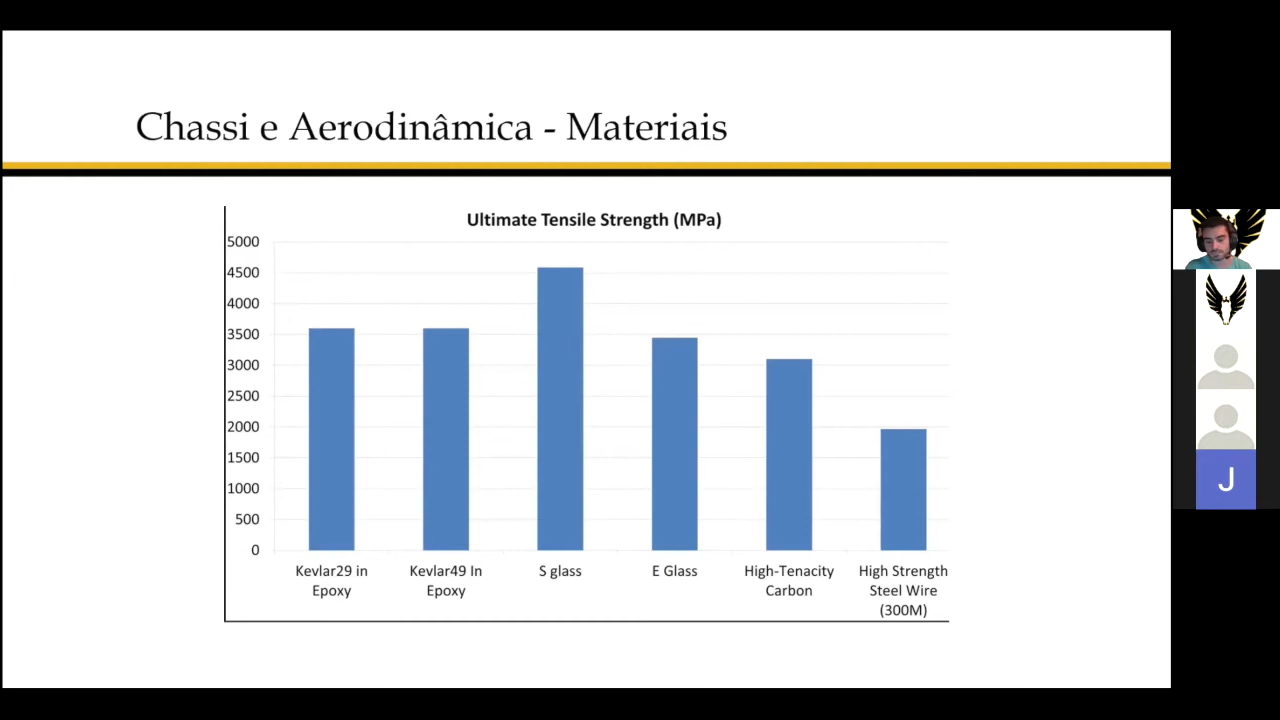 Chassi e Aerodinâmica - Materiais
Ultimate Tensile Strength (MPa)
5000
4500
4000
3500
3000
2500
2000
1500
1000
500
0
Kevlar29 in
Epoxy
Kevlar49 In
Epoxy
S glass
E Glass
High-Tenacity
Carbon
High Strength
Steel Wire
(300M)
J